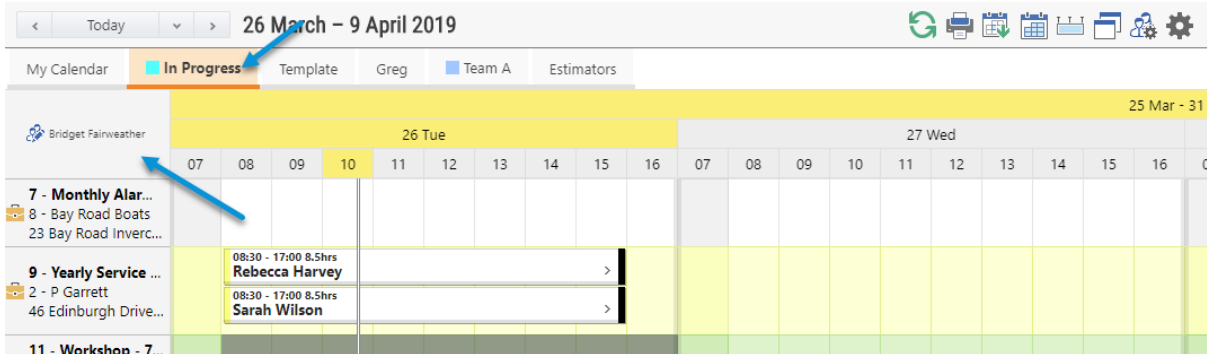 Today
26 March – 9 April 2019
My Calendar
In Progress
Template
Greg
Team A
Estimators
25 Mar - 31
Bridget Fairweather
26 Tue
27 Wed
07 08 09 10 11 12 13 14 15 16 07 08 09 10 11 12 13 14 15 16
7 - Monthly Alar...
8 - Bay Road Boats
23 Bay Road Inverc...
9 - Yearly Service ...
2 - P Garrett
46 Edinburgh Drive...
08:30 - 17:00 8.5hrs
Rebecca Harvey
08:30 - 17:00 8.5hrs
Sarah Wilson
11 - Workshop - 7...